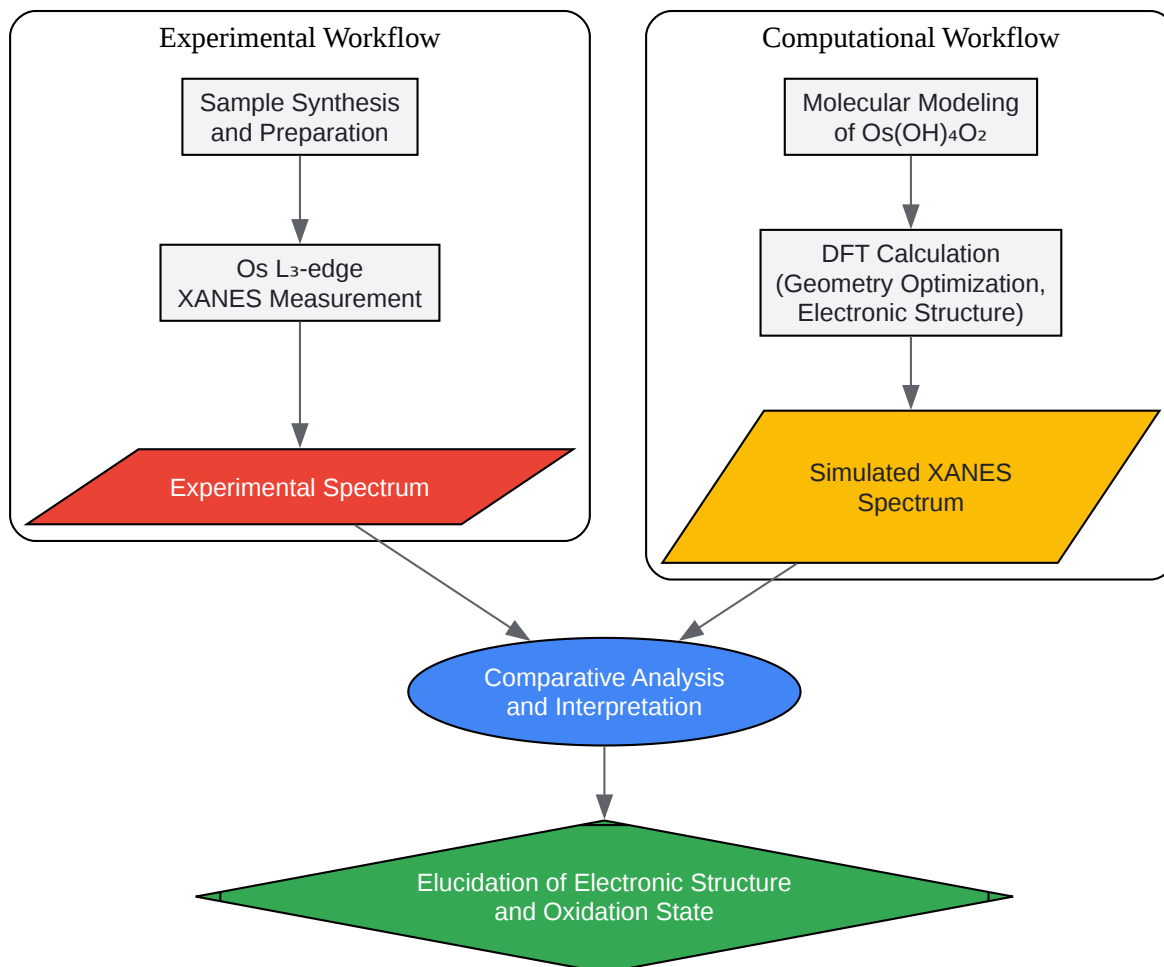 Experimental Workflow
Sample Synthesis
and Preparation
Os L₃-edge
XANES Measurement
Experimental Spectrum
Computational Workflow
Molecular Modeling
of Os(OH)₄O₂
DFT Calculation
(Geometry Optimization,
Electronic Structure)
Simulated XANES
Spectrum
Comparative Analysis
and Interpretation
Elucidation of Electronic Structure
and Oxidation State